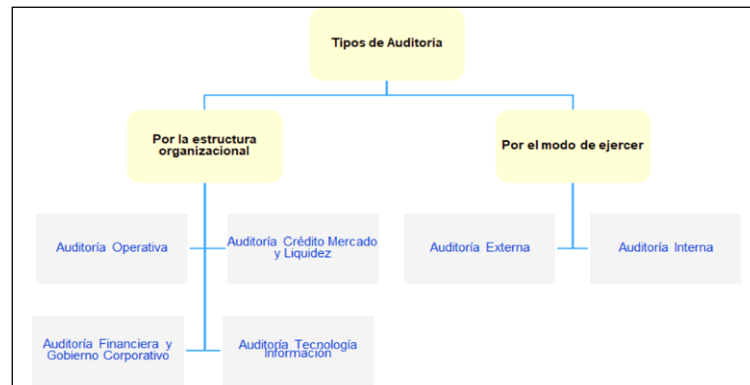 Tipos de Auditoría
Por la estructura
organizacional
Por el modo de ejercer
Auditoría Operativa
Auditoría Crédito Mercado
y Liquidez
Auditoría Externa
Auditoría Interna
Auditoría Financiera y
Gobierno Corporativo
Auditoría Tecnología
Información